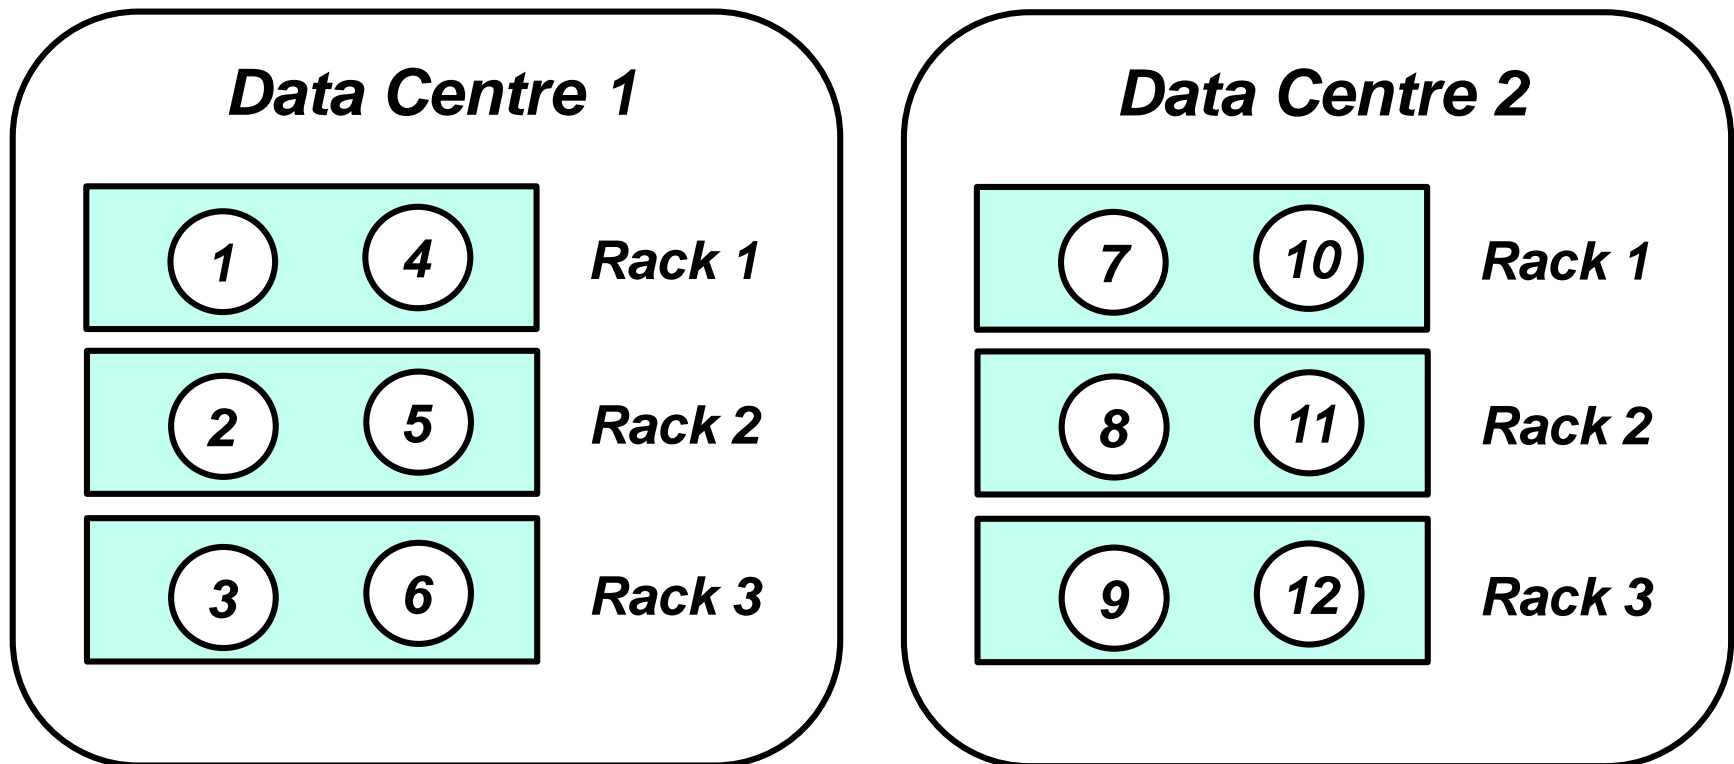 Data Centre 1
1 4 Rack 1
2 5 Rack 2
3 6 Rack 3
Data Centre 2
7 10 Rack 1
8 11 Rack 2
9 12 Rack 3